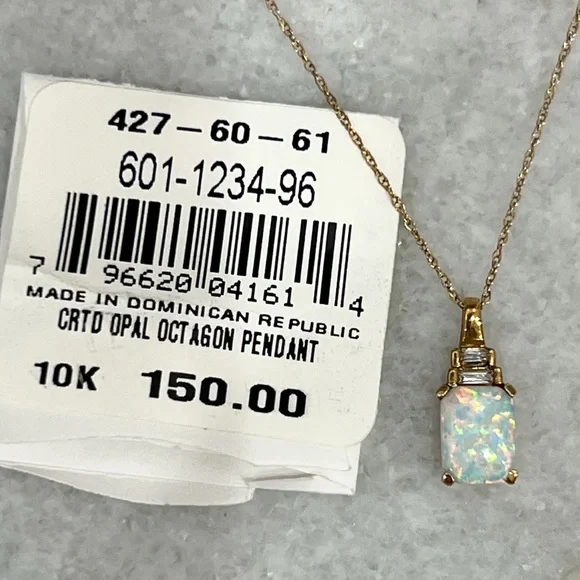 427-60-61
601-1234-96
7 96620 04161 4
MADE IN DOMINICAN REPUBLIC
CRTD OPAL OCTAGON PENDANT
10K 150.00